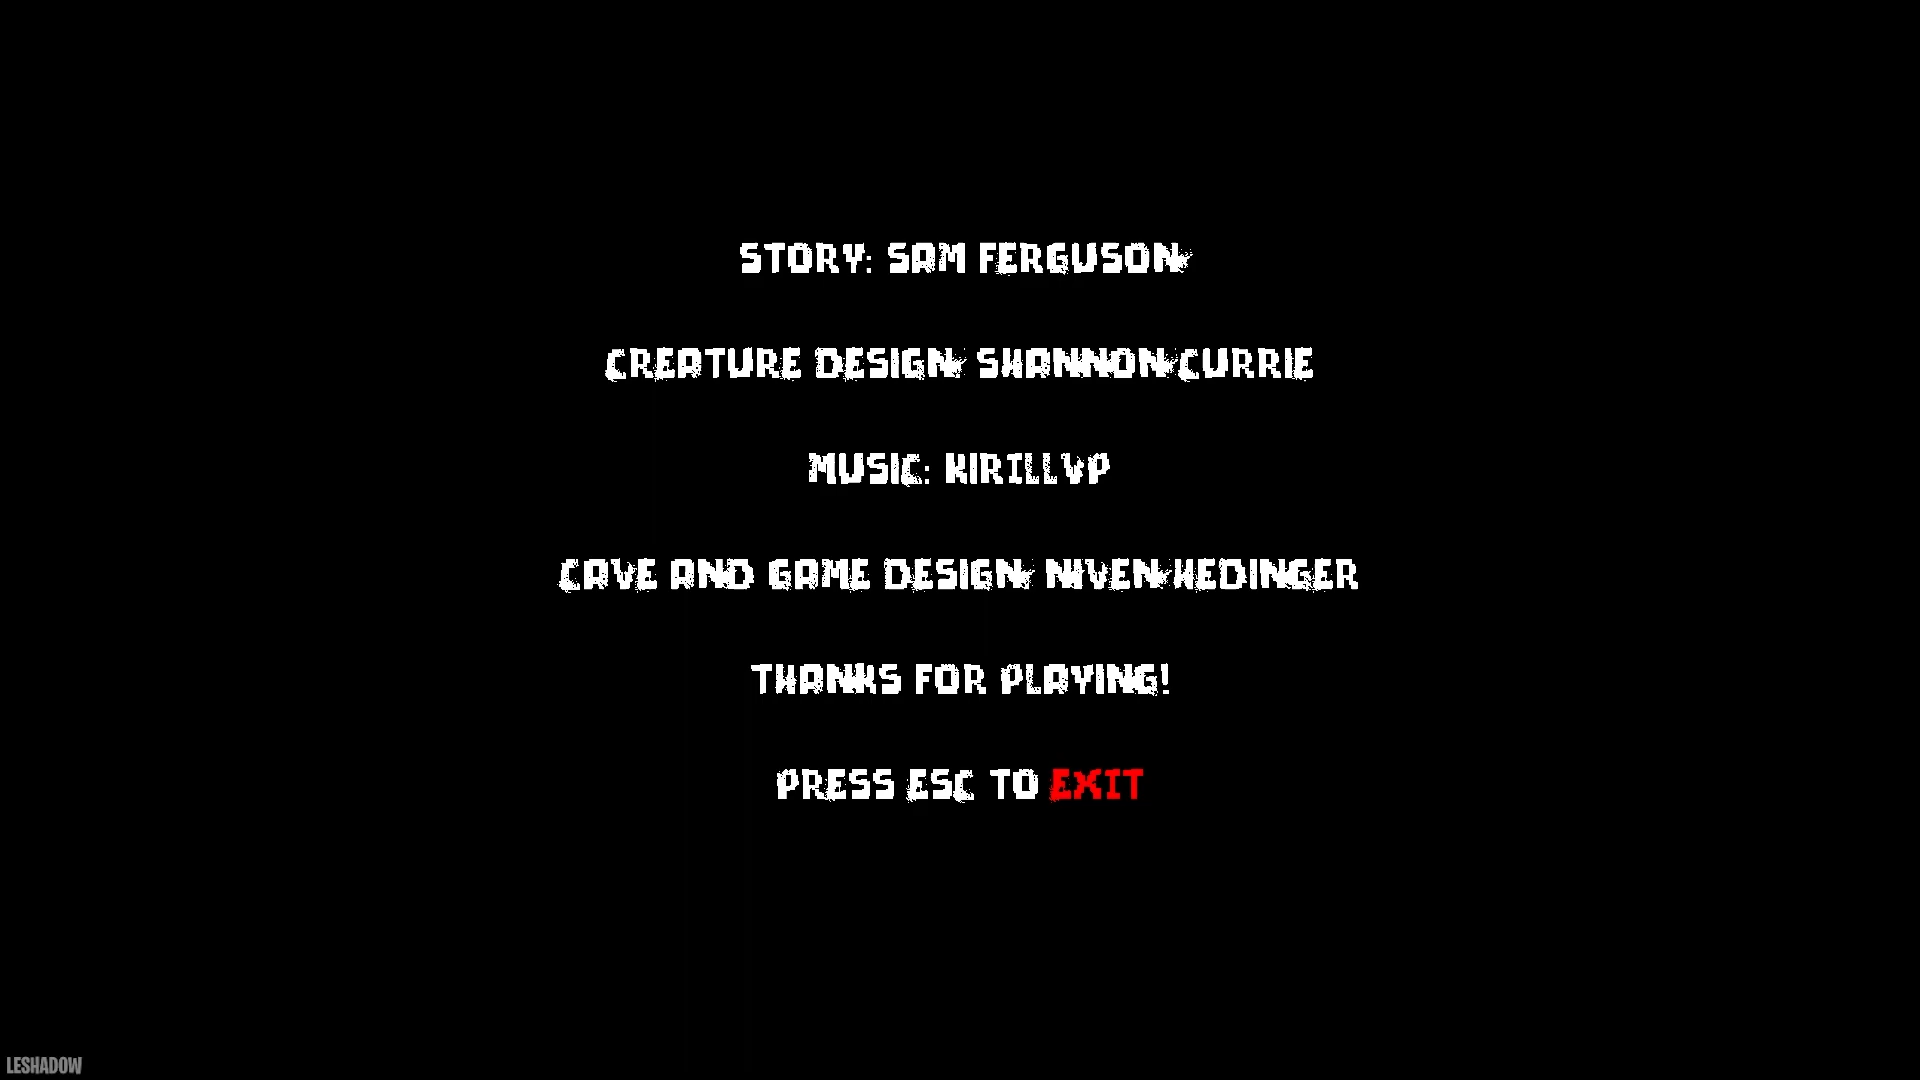 STORY: SAM FERGUSON
CREATURE DESIGN: SHANNON CURRIE
MUSIC: KIRILLVP
CAVE AND GAME DESIGN: NIVEN HEDINGER
THANKS FOR PLAYING!
PRESS ESC TO EXIT
LESHADOW